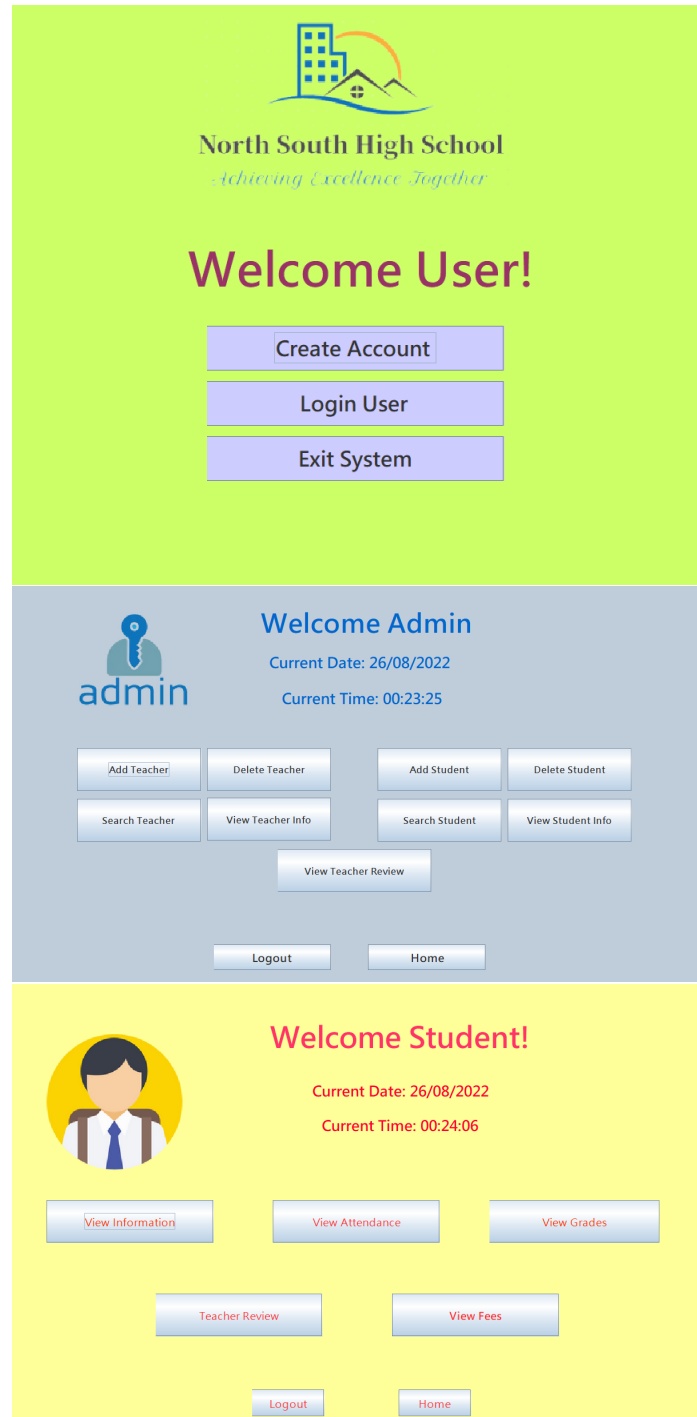 North South High School
Achieving Excellence Together
Welcome User!
Create Account
Login User
Exit System
admin
Welcome Admin
Current Date: 26/08/2022
Current Time: 00:23:25
Add Teacher
Delete Teacher
Add Student
Delete Student
Search Teacher
View Teacher Info
Search Student
View Student Info
View Teacher Review
Logout
Home
Welcome Student!
Current Date: 26/08/2022
Current Time: 00:24:06
View Information
View Attendance
View Grades
Teacher Review
View Fees
Logout
Home